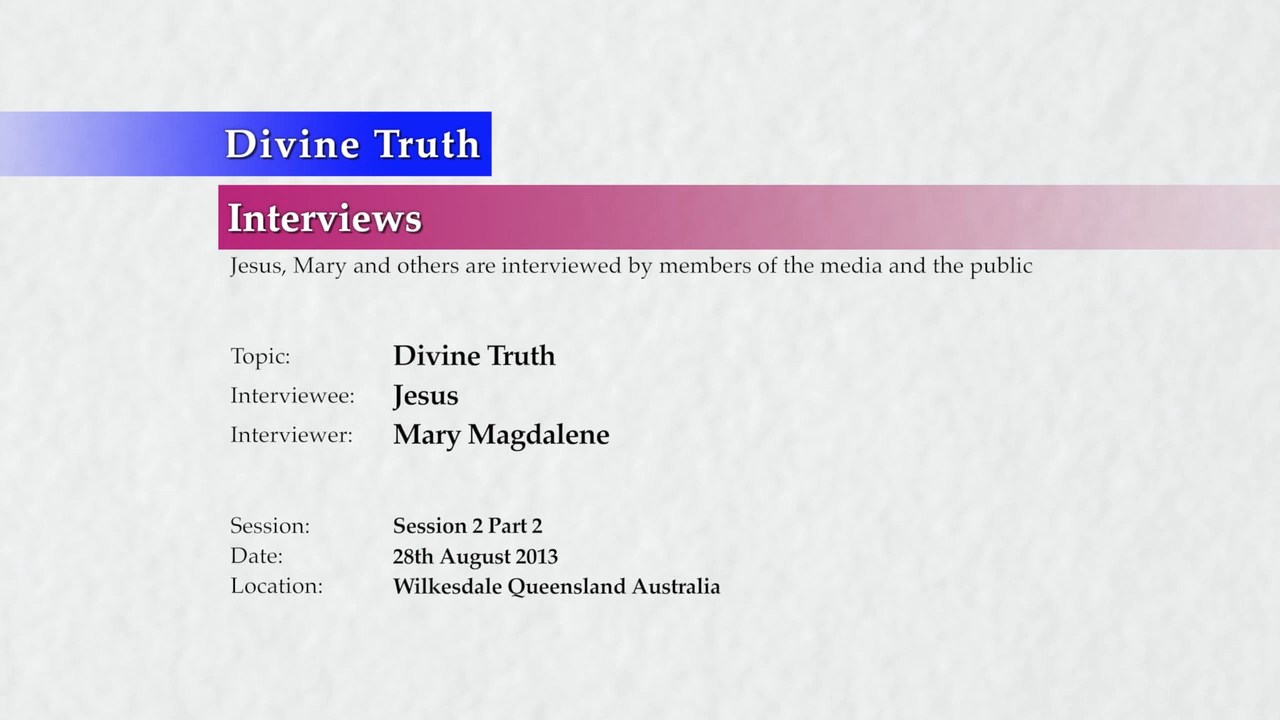 Divine Truth
Interviews
Jesus, Mary and others are interviewed by members of the media and the public
Topic: Divine Truth
Interviewee: Jesus
Interviewer: Mary Magdalene
Session: Session 2 Part 2
Date: 28th August 2013
Location: Wilkesdale Queensland Australia